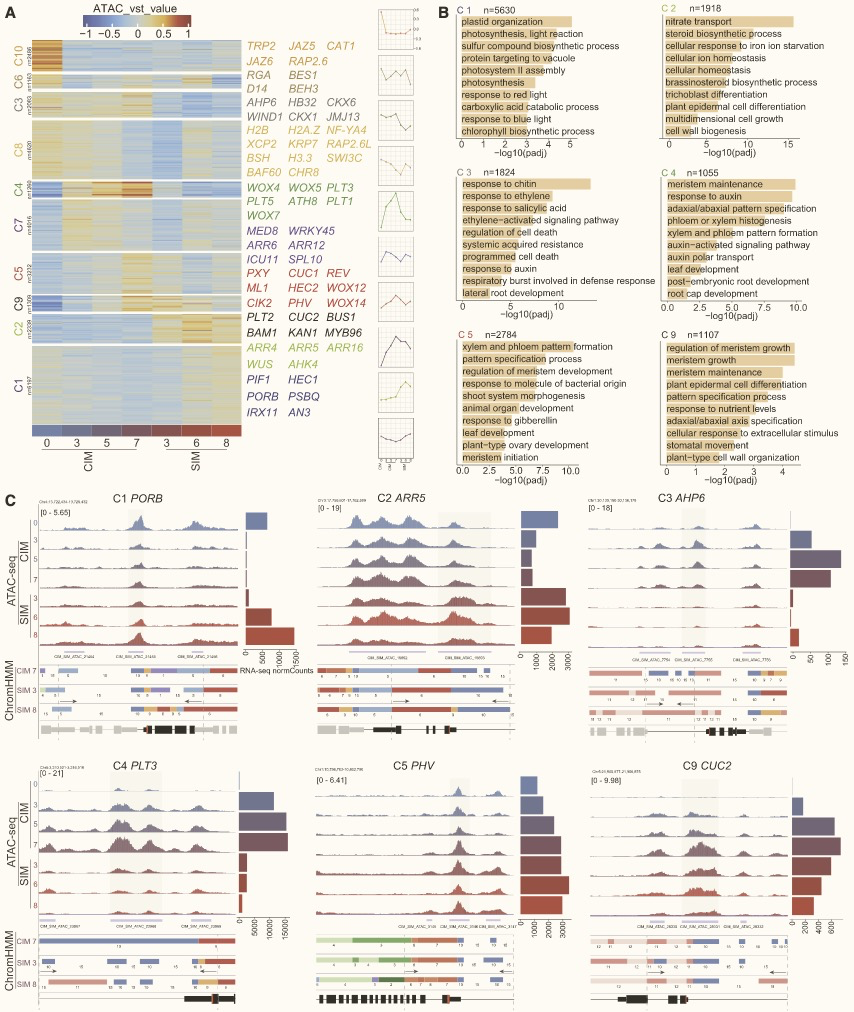 A
ATAC_vst_value
−1 −0.5 0 0.5 1
C10
C6
C3
C8
C4
C7
C5
C9
C2
C1
TRP2 JAZ5 CAT1
JAZ6 RAP2.6
RGA BES1
D14 BEH3
AHP6 HB32 CKX6
WIND1 CKX1 JMJ13
H2B H2A.Z NF-YA4
XCP2 KRP7 RAP2.6L
BSH H3.3 SWI3C
BAF60 CHR8
WOX4 WOX5 PLT3
PLT5 ATH8 PLT1
WOX7
MED8 WRKY45
ARR6 ARR12
ICU11 SPL10
PXY CUC1 REV
ML1 HEC2 WOX12
CIK2 PHV WOX14
PLT2 CUC2 BUS1
BAM1 KAN1 MYB96
ARR4 ARR5 ARR16
WUS AHK4
PIF1 HEC1
PORB PSBQ
IRX11 AN3
0 3 5 7 3 6 8
CIM SIM
B
C 1 n=5630
plastid organization
photosynthesis, light reaction
sulfur compound biosynthetic process
protein targeting to vacuole
photosystem II assembly
photosynthesis
response to red light
carboxylic acid catabolic process
response to blue light
chlorophyll biosynthetic process
0 1 2 3 4 5
−log10(padj)
C 2 n=1918
nitrate transport
steroid biosynthetic process
cellular response to iron ion starvation
cellular ion homeostasis
cellular homeostasis
brassinosteroid biosynthetic process
trichoblast differentiation
plant epidermal cell differentiation
multidimensional cell growth
cell wall biogenesis
0 5 10 15
−log10(padj)
C 3 n=1824
response to chitin
response to ethylene
response to salicylic acid
ethylene−activated signaling pathway
regulation of cell death
systemic acquired resistance
programmed cell death
response to auxin
respiratory burst involved in defense response
lateral root development
0 5 10
−log10(padj)
C 4 n=1055
meristem maintenance
response to auxin
adaxial/abaxial pattern specification
phloem or xylem histogenesis
xylem and phloem pattern formation
auxin−activated signaling pathway
auxin polar transport
leaf development
post−embryonic root development
root cap development
0.0 2.5 5.0 7.5 10.0
−log10(padj)
C 5 n=2784
xylem and phloem pattern formation
pattern specification process
regulation of meristem development
response to molecule of bacterial origin
shoot system morphogenesis
animal organ development
response to gibberellin
leaf development
plant−type ovary development
meristem initiation
0.0 2.5 5.0 7.5 10.0
−log10(padj)
C 9 n=1107
regulation of meristem growth
meristem growth
meristem maintenance
plant epidermal cell differentiation
pattern specification process
response to nutrient levels
adaxial/abaxial axis specification
cellular response to extracellular stimulus
stomatal movement
plant−type cell wall organization
0 1 2 3 4
−log10(padj)
C
C1 PORB
[0 - 5.65]
ATAC-seq
CIM
SIM
0
3
5
7
3
6
8
0 500 1000 1500
RNA-seq normCounts
ChromHMM
CIM 7
SIM 3
SIM 8
C2 ARR5
[0 - 19]
0 1000 2000 3000
C3 AHP6
[0 - 18]
0 50 100 150
C4 PLT3
[0 - 21]
ATAC-seq
CIM
SIM
0
3
5
7
3
6
8
0 5000 10000 15000
ChromHMM
CIM 7
SIM 3
SIM 8
C5 PHV
[0 - 6.41]
0 1000 2000 3000
C9 CUC2
[0 - 9.98]
0 200 400 600